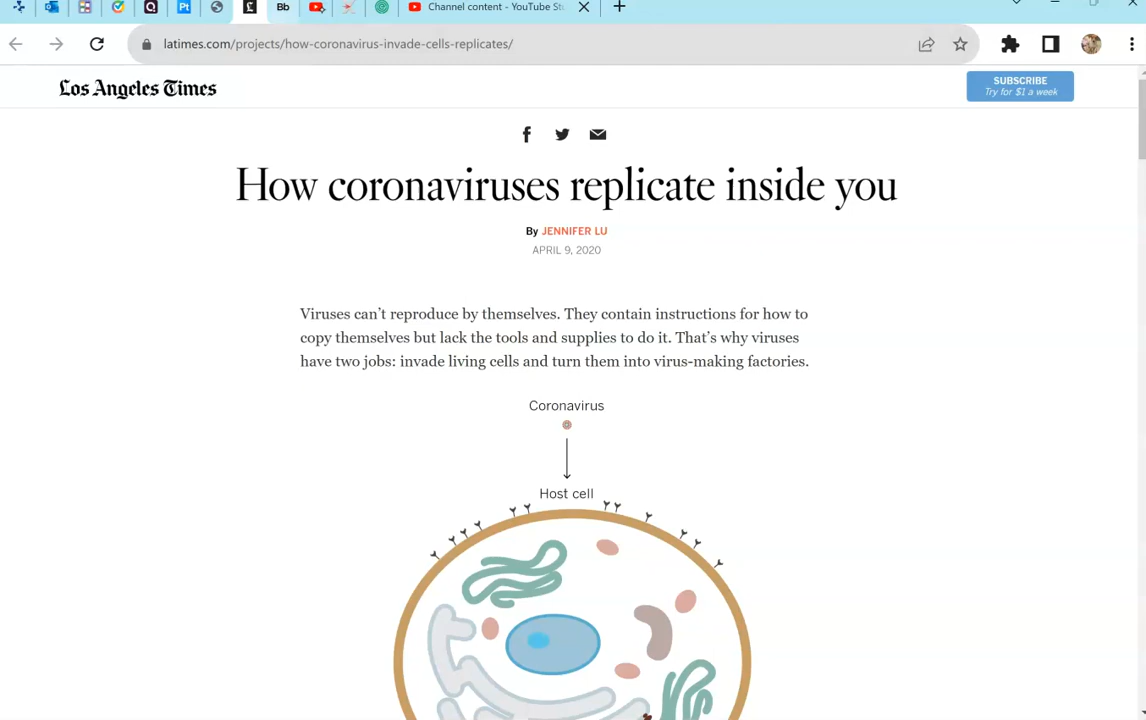 Bb
Channel content - YouTube Stu
latimes.com/projects/how-coronavirus-invade-cells-replicates/
Los Angeles Times
SUBSCRIBE
Try for $1 a week
How coronaviruses replicate inside you
By JENNIFER LU
APRIL 9, 2020
Viruses can’t reproduce by themselves. They contain instructions for how to
copy themselves but lack the tools and supplies to do it. That’s why viruses
have two jobs: invade living cells and turn them into virus-making factories.
Coronavirus
Host cell